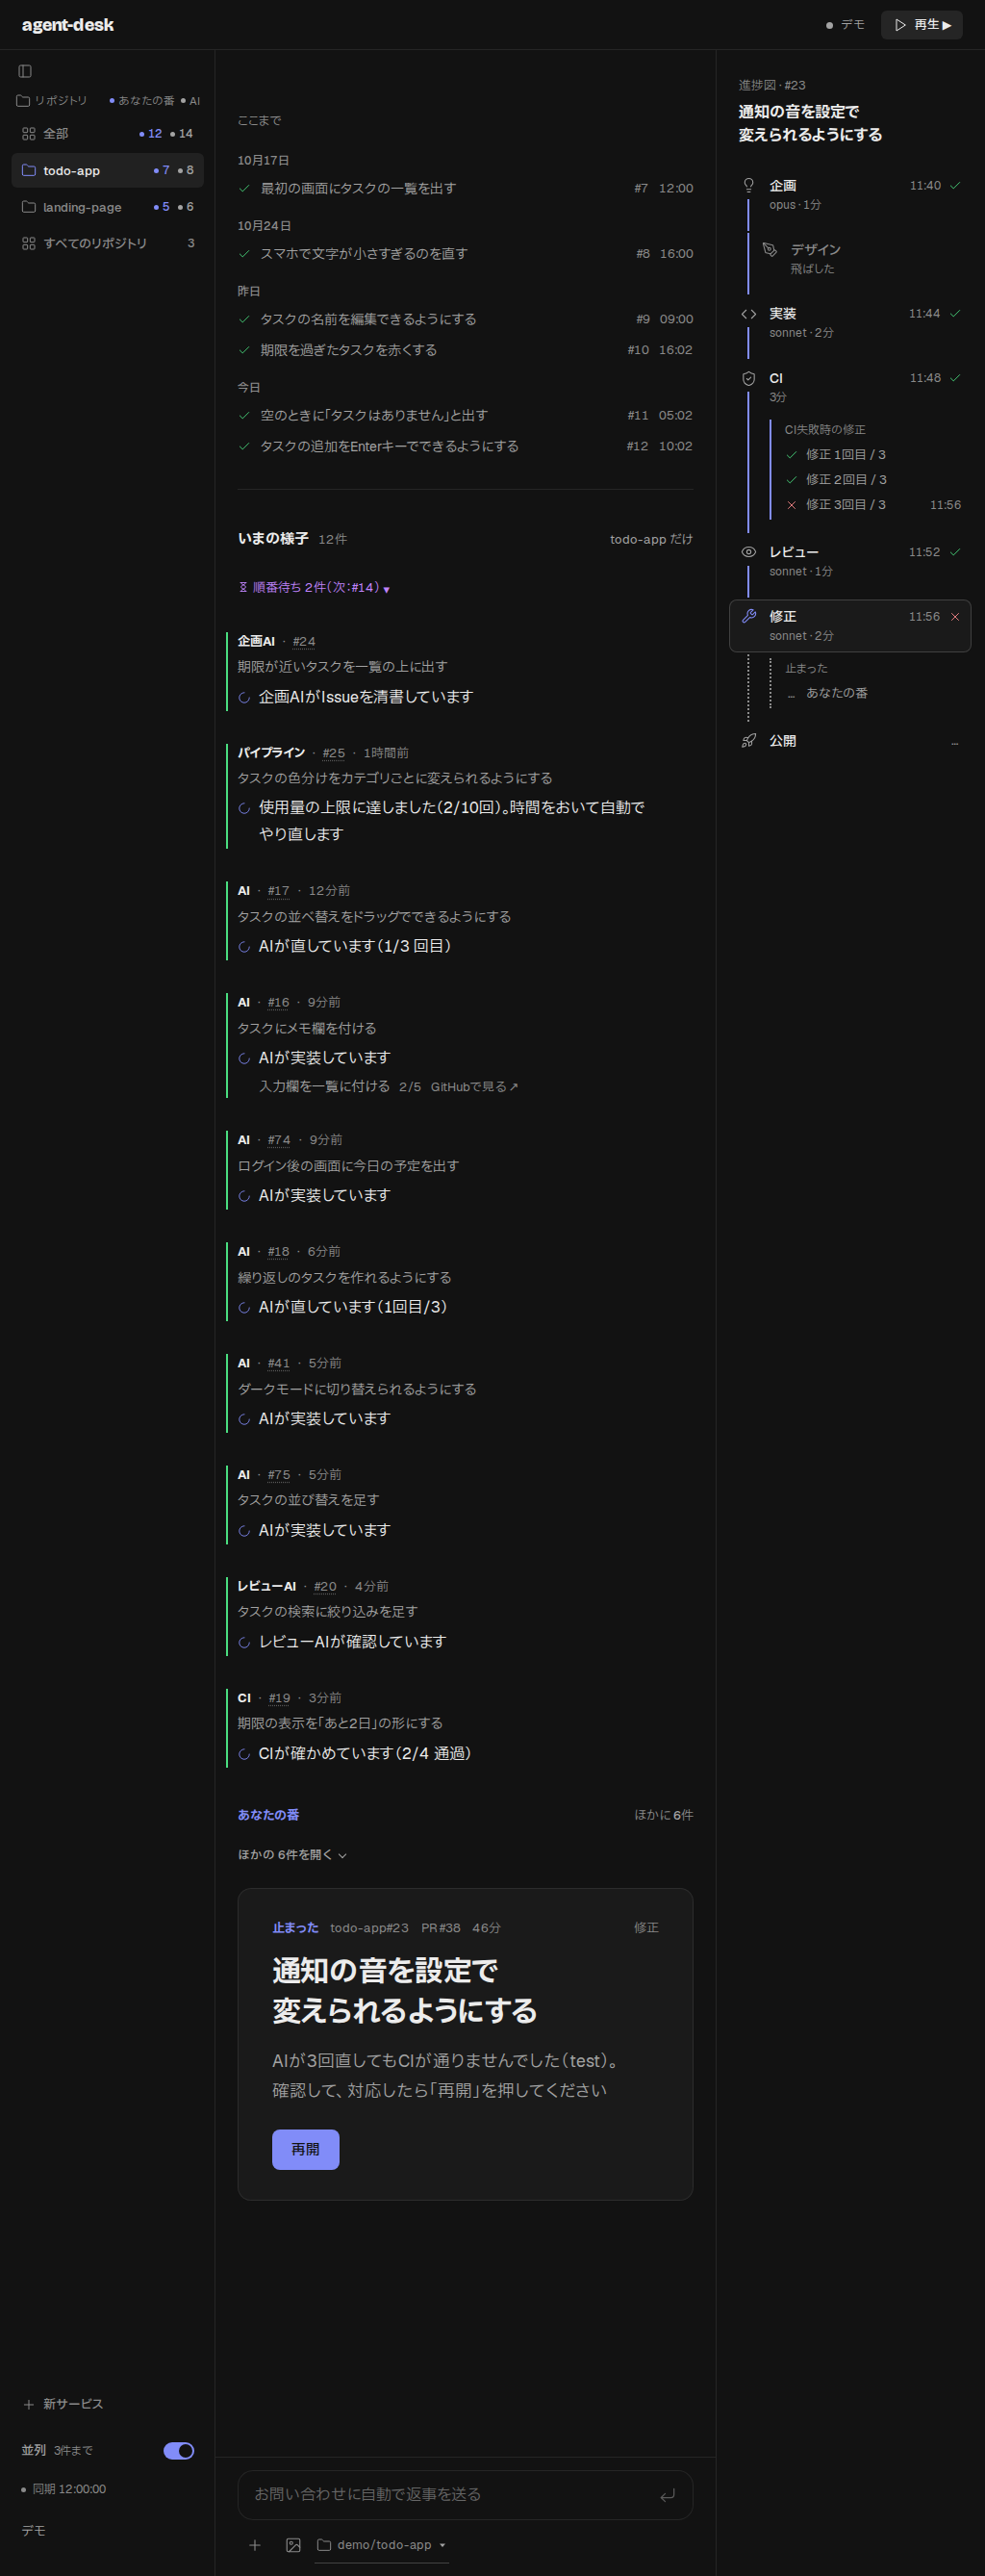 agent-desk
デモ
再生 ▶
リポジトリ
あなたの番 AI
全部 12 14
todo-app 7 8
landing-page 5 6
すべてのリポジトリ 3
新サービス
並列 3件まで
同期 12:00:00
デモ
ここまで
10月17日
最初の画面にタスクの一覧を出す #7 12:00
10月24日
スマホで文字が小さすぎるのを直す #8 16:00
昨日
タスクの名前を編集できるようにする #9 09:00
期限を過ぎたタスクを赤くする #10 16:02
今日
空のときに「タスクはありません」と出す #11 05:02
タスクの追加をEnterキーでできるようにする #12 10:02
いまの様子 12件 todo-app だけ
順番待ち 2件(次:#14) ▼
企画AI · #24
期限が近いタスクを一覧の上に出す
企画AIがIssueを清書しています
パイプライン · #25 · 1時間前
タスクの色分けをカテゴリごとに変えられるようにする
使用量の上限に達しました(2/10回)。時間をおいて自動で
やり直します
AI · #17 · 12分前
タスクの並べ替えをドラッグでできるようにする
AIが直しています(1/3 回目)
AI · #16 · 9分前
タスクにメモ欄を付ける
AIが実装しています
入力欄を一覧に付ける 2/5 GitHubで見る↗
AI · #74 · 9分前
ログイン後の画面に今日の予定を出す
AIが実装しています
AI · #18 · 6分前
繰り返しのタスクを作れるようにする
AIが直しています(1回目/3)
AI · #41 · 5分前
ダークモードに切り替えられるようにする
AIが実装しています
AI · #75 · 5分前
タスクの並び替えを足す
AIが実装しています
レビューAI · #20 · 4分前
タスクの検索に絞り込みを足す
レビューAIが確認しています
CI · #19 · 3分前
期限の表示を「あと2日」の形にする
CIが確かめています(2/4 通過)
あなたの番 ほかに 6件
ほかの 6件を開く
止まった todo-app#23 PR#38 46分 修正
通知の音を設定で
変えられるようにする
AIが3回直してもCIが通りませんでした(test)。
確認して、対応したら「再開」を押してください
再開
お問い合わせに自動で返事を送る
demo/todo-app
進捗図 · #23
通知の音を設定で
変えられるようにする
企画 11:40
opus · 1分
デザイン
飛ばした
実装 11:44
sonnet · 2分
CI 11:48
3分
CI失敗時の修正
修正 1回目 / 3
修正 2回目 / 3
修正 3回目 / 3 11:56
レビュー 11:52
sonnet · 1分
修正 11:56
sonnet · 2分
止まった
… あなたの番
公開 …